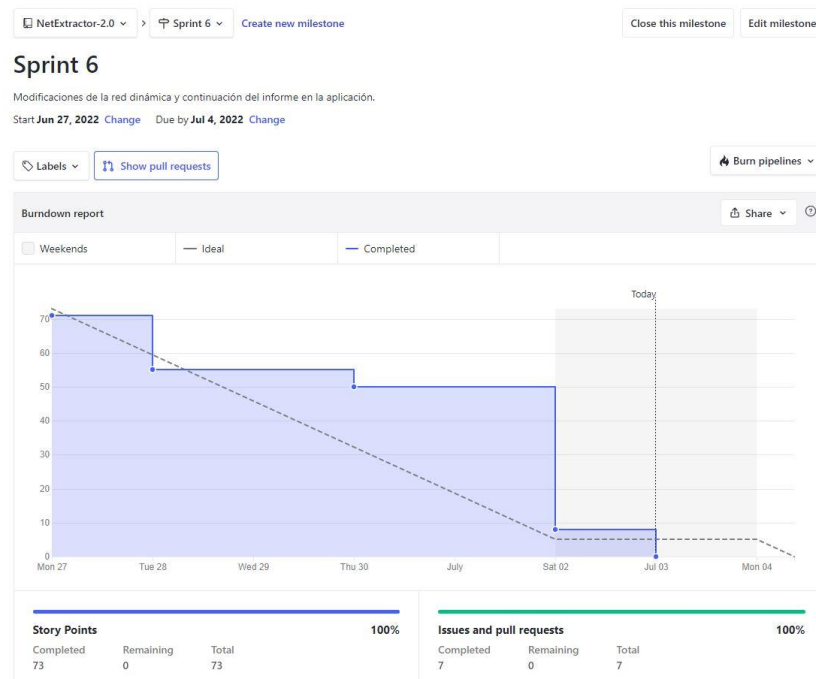 NetExtractor-2.0 > Sprint 6 Create new milestone Close this milestone Edit milestone
Sprint 6
Modificaciones de la red dinámica y continuación del informe en la aplicación.
Start Jun 27, 2022 Change Due by Jul 4, 2022 Change
Labels Show pull requests Burn pipelines
Burndown report Share
Weekends Ideal Completed
Today
70
60
50
40
30
20
10
0
Mon 27 Tue 28 Wed 29 Thu 30 July Sat 02 Jul 03 Mon 04
Story Points 100% Issues and pull requests 100%
Completed Remaining Total Completed Remaining Total
73 0 73 7 0 7